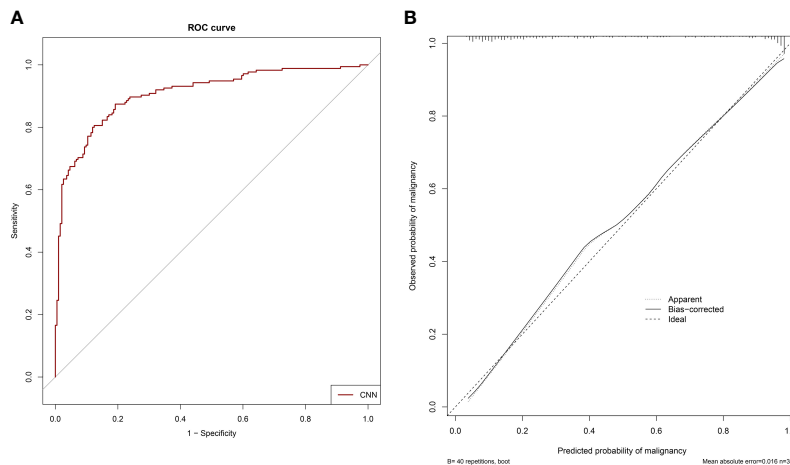 A
ROC curve
Sensitivity
0.0 0.2 0.4 0.6 0.8 1.0
0.0 0.2 0.4 0.6 0.8 1.0
1 − Specificity
CNN
B
Observed probability of malignancy
0.0 0.2 0.4 0.6 0.8 1.0
Apparent
Bias−corrected
Ideal
0.0 0.2 0.4 0.6 0.8 1
Predicted probability of malignancy
B= 40 repetitions, boot
Mean absolute error=0.016 n=3